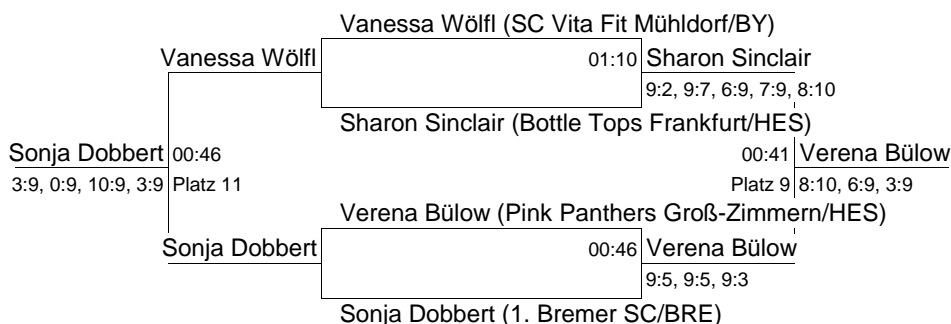 Vanessa Wölfl (SC Vita Fit Mühldorf/BY)
Vanessa Wölfl 01:10 Sharon Sinclair
9:2, 9:7, 6:9, 7:9, 8:10
Sharon Sinclair (Bottle Tops Frankfurt/HES)
Sonja Dobbert 00:46 00:41 Verena Bülow
3:9, 0:9, 10:9, 3:9 Platz 11 Platz 9 8:10, 6:9, 3:9
Verena Bülow (Pink Panthers Groß-Zimmern/HES)
Sonja Dobbert 00:46 Verena Bülow
9:5, 9:5, 9:3
Sonja Dobbert (1. Bremer SC/BRE)